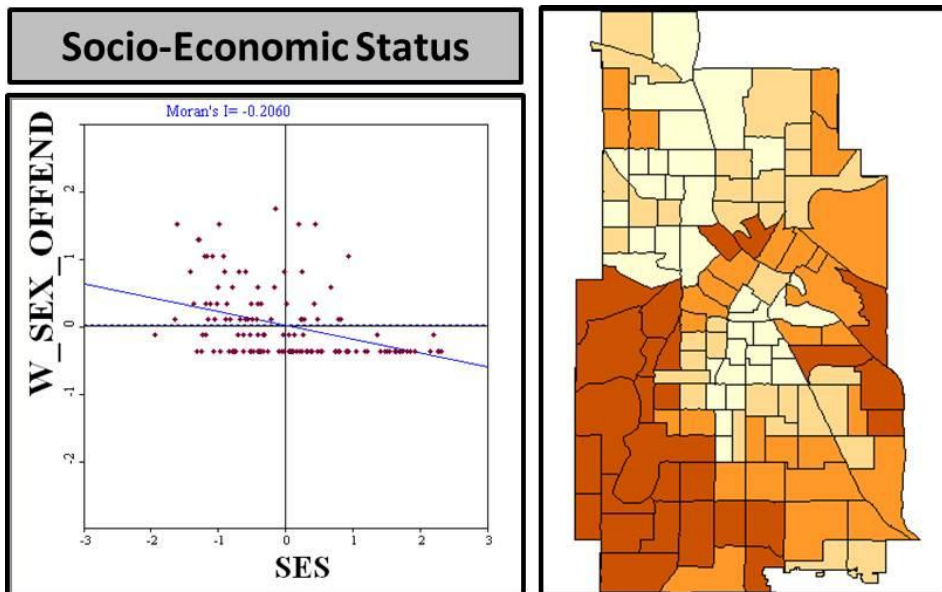 Socio-Economic Status
Moran's I= -0.2060
W_SEX_OFFEND
2
1
0
-1
-2
-3 -2 -1 0 1 2 3
SES